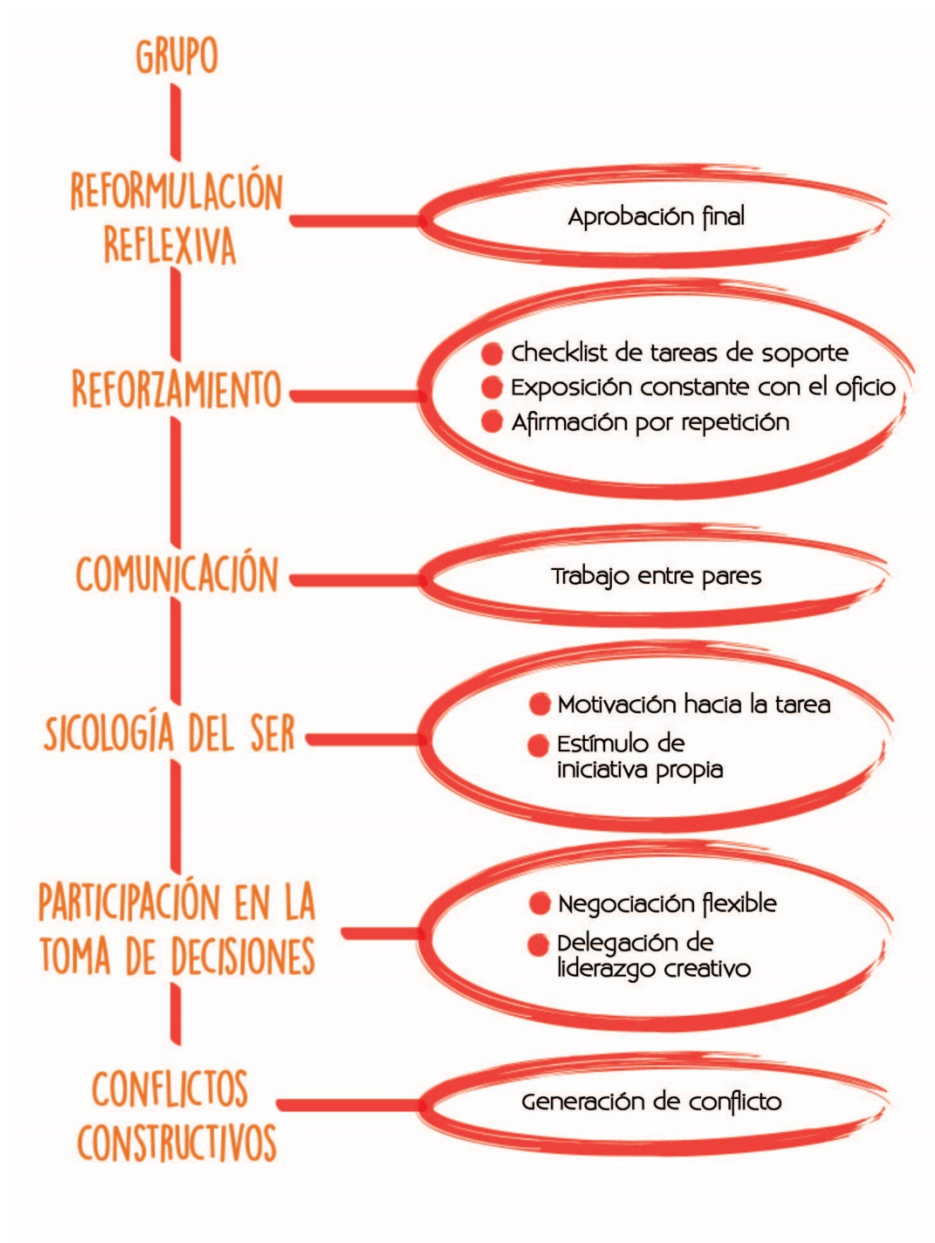 GRUPO
REFORMULACIÓN
REFLEXIVA
Aprobación final
REFORZAMIENTO
Checklist de tareas de soporte
Exposición constante con el oficio
Afirmación por repetición
COMUNICACIÓN
Trabajo entre pares
SICOLOGÍA DEL SER
Motivación hacia la tarea
Estímulo de
iniciativa propia
PARTICIPACIÓN EN LA
TOMA DE DECISIONES
Negociación flexible
Delegación de
liderazgo creativo
CONFLICTOS
CONSTRUCTIVOS
Generación de conflicto